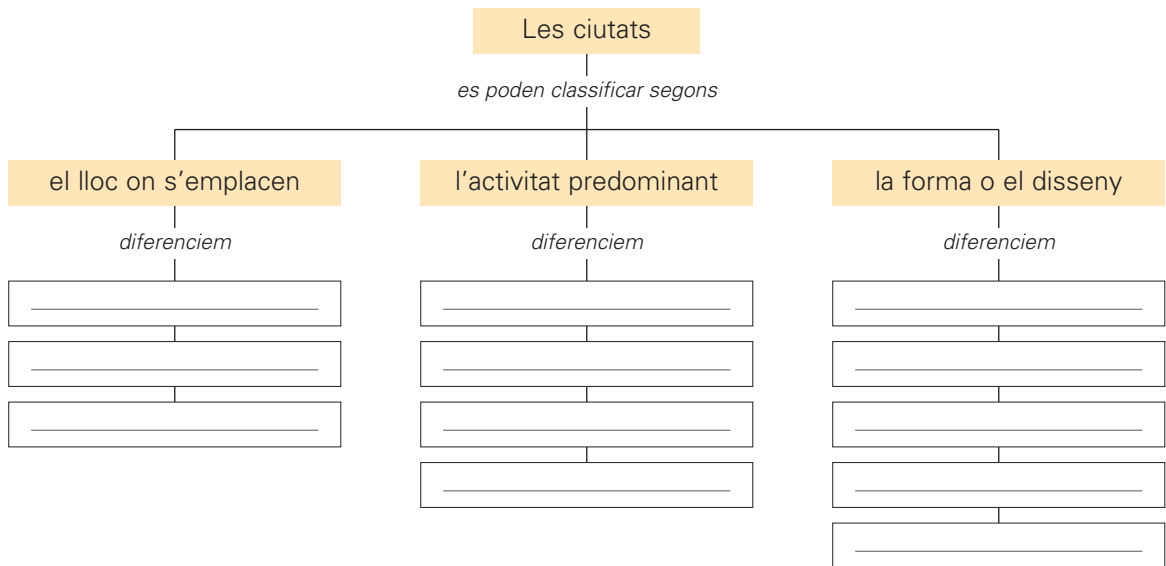 Les ciutats
es poden classificar segons
el lloc on s’emplacen
l’activitat predominant
la forma o el disseny
diferenciem
diferenciem
diferenciem